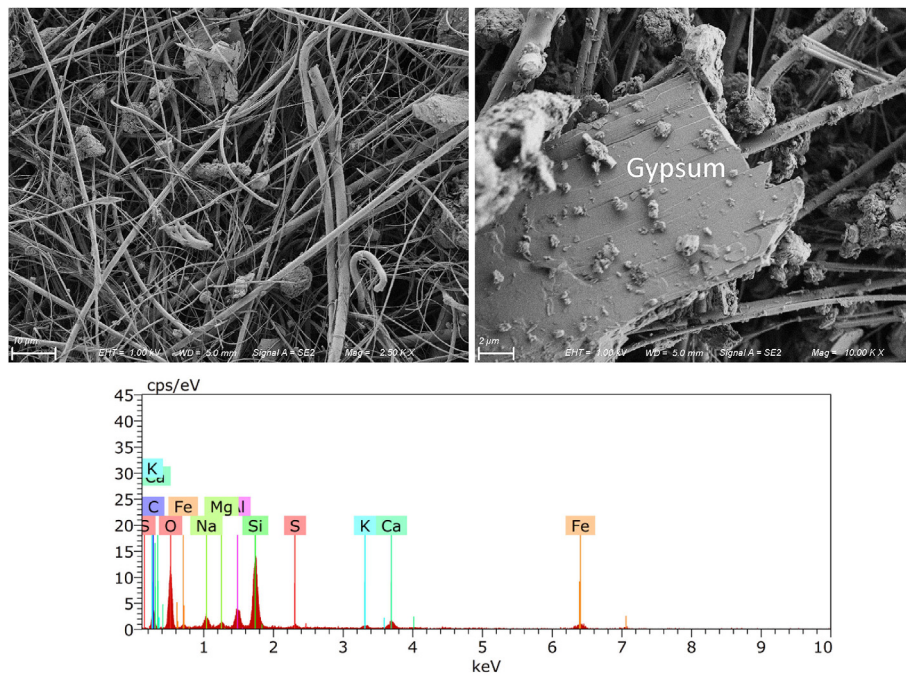 10 µm EHT = 1.00 kV WD = 5.0 mm Signal A = SE2 Mag = 2.50 K X
Gypsum
2 µm EHT = 1.00 kV WD = 5.0 mm Signal A = SE2 Mag = 10.00 K X
cps/eV
45
40
35
30
25
20
15
10
5
0
K
Ca
C Fe Mg Al
S O Na Si S K Ca Fe
1 2 3 4 5 6 7 8 9 10
keV